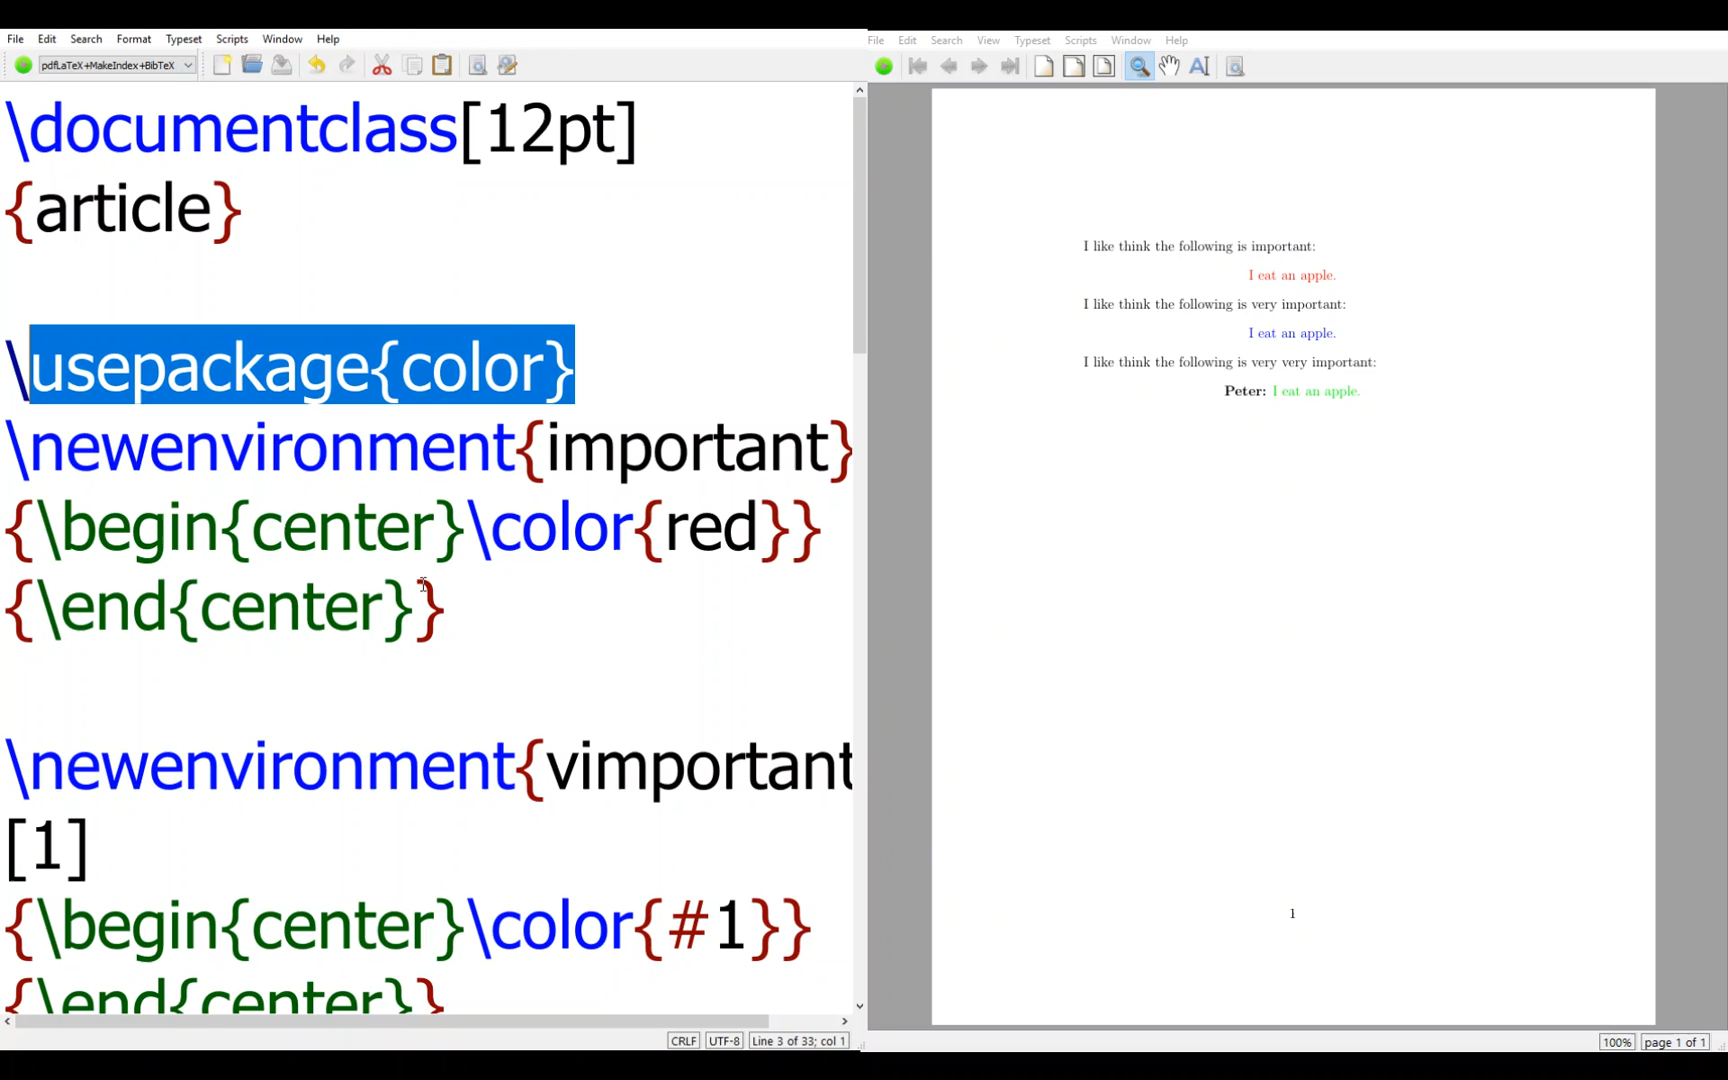 File Edit Search Format Typeset Scripts Window Help
pdfLaTeX+MakeIndex+BibTeX
\documentclass[12pt]
{article}
\usepackage{color}
\newenvironment{important}
{\begin{center}\color{red}}
{\end{center}}
\newenvironment{vimportant
[1]
{\begin{center}\color{#1}}
{\end{center}}
CRLF UTF-8 Line 3 of 33; col 1
File Edit Search View Typeset Scripts Window Help
I like think the following is important:
I eat an apple.
I like think the following is very important:
I eat an apple.
I like think the following is very very important:
Peter: I eat an apple.
1
100% page 1 of 1